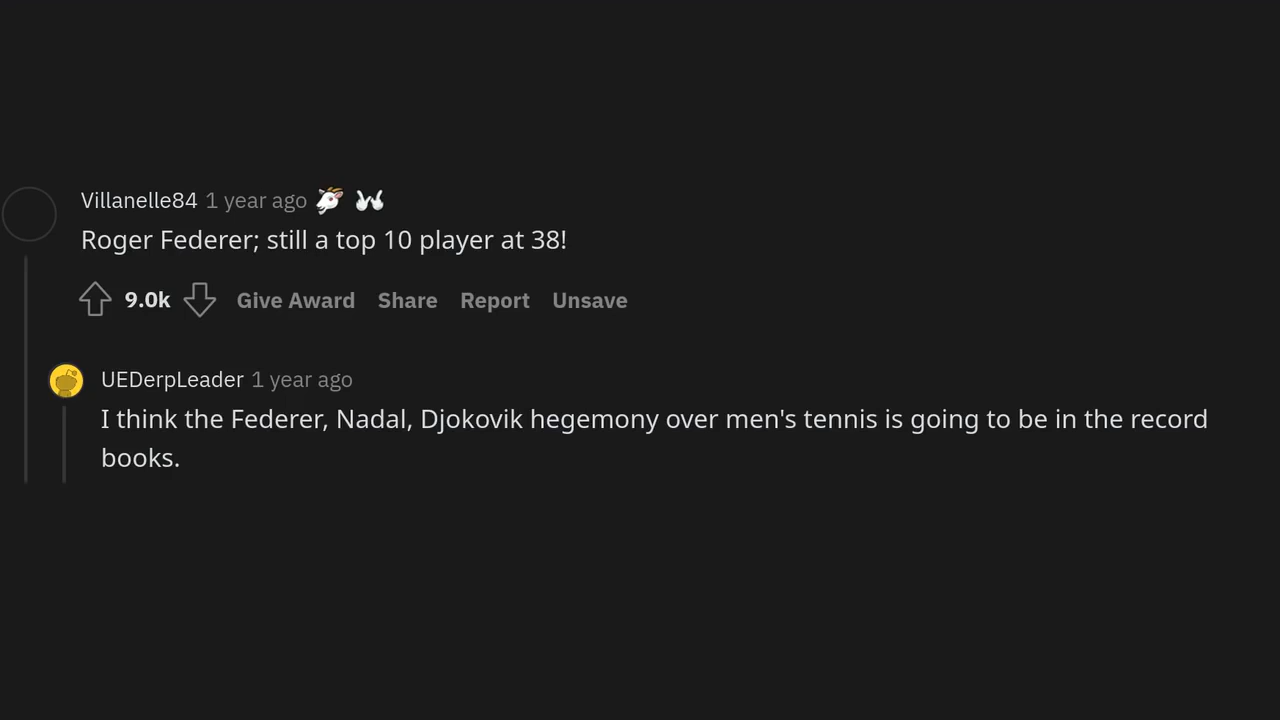 Villanelle84 1 year ago
Roger Federer; still a top 10 player at 38!
9.0k Give Award Share Report Unsave
UEDerpLeader 1 year ago
I think the Federer, Nadal, Djokovik hegemony over men's tennis is going to be in the record
books.